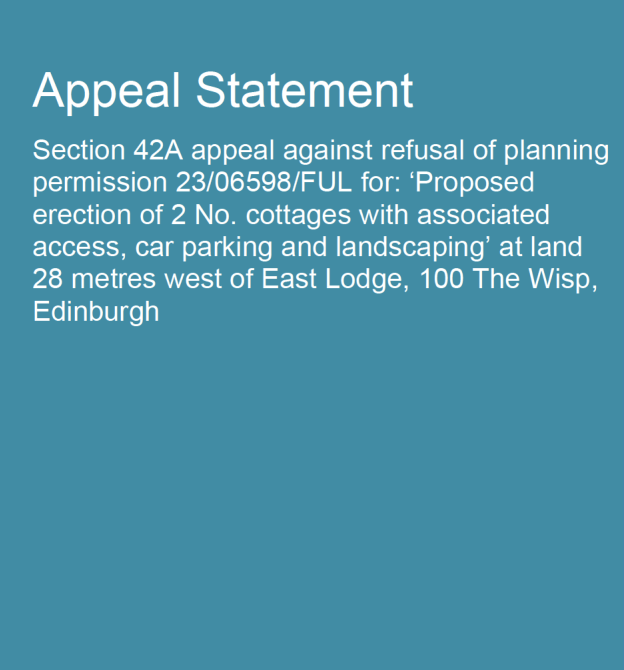 Appeal Statement
Section 42A appeal against refusal of planning
permission 23/06598/FUL for: ‘Proposed
erection of 2 No. cottages with associated
access, car parking and landscaping’ at land
28 metres west of East Lodge, 100 The Wisp,
Edinburgh